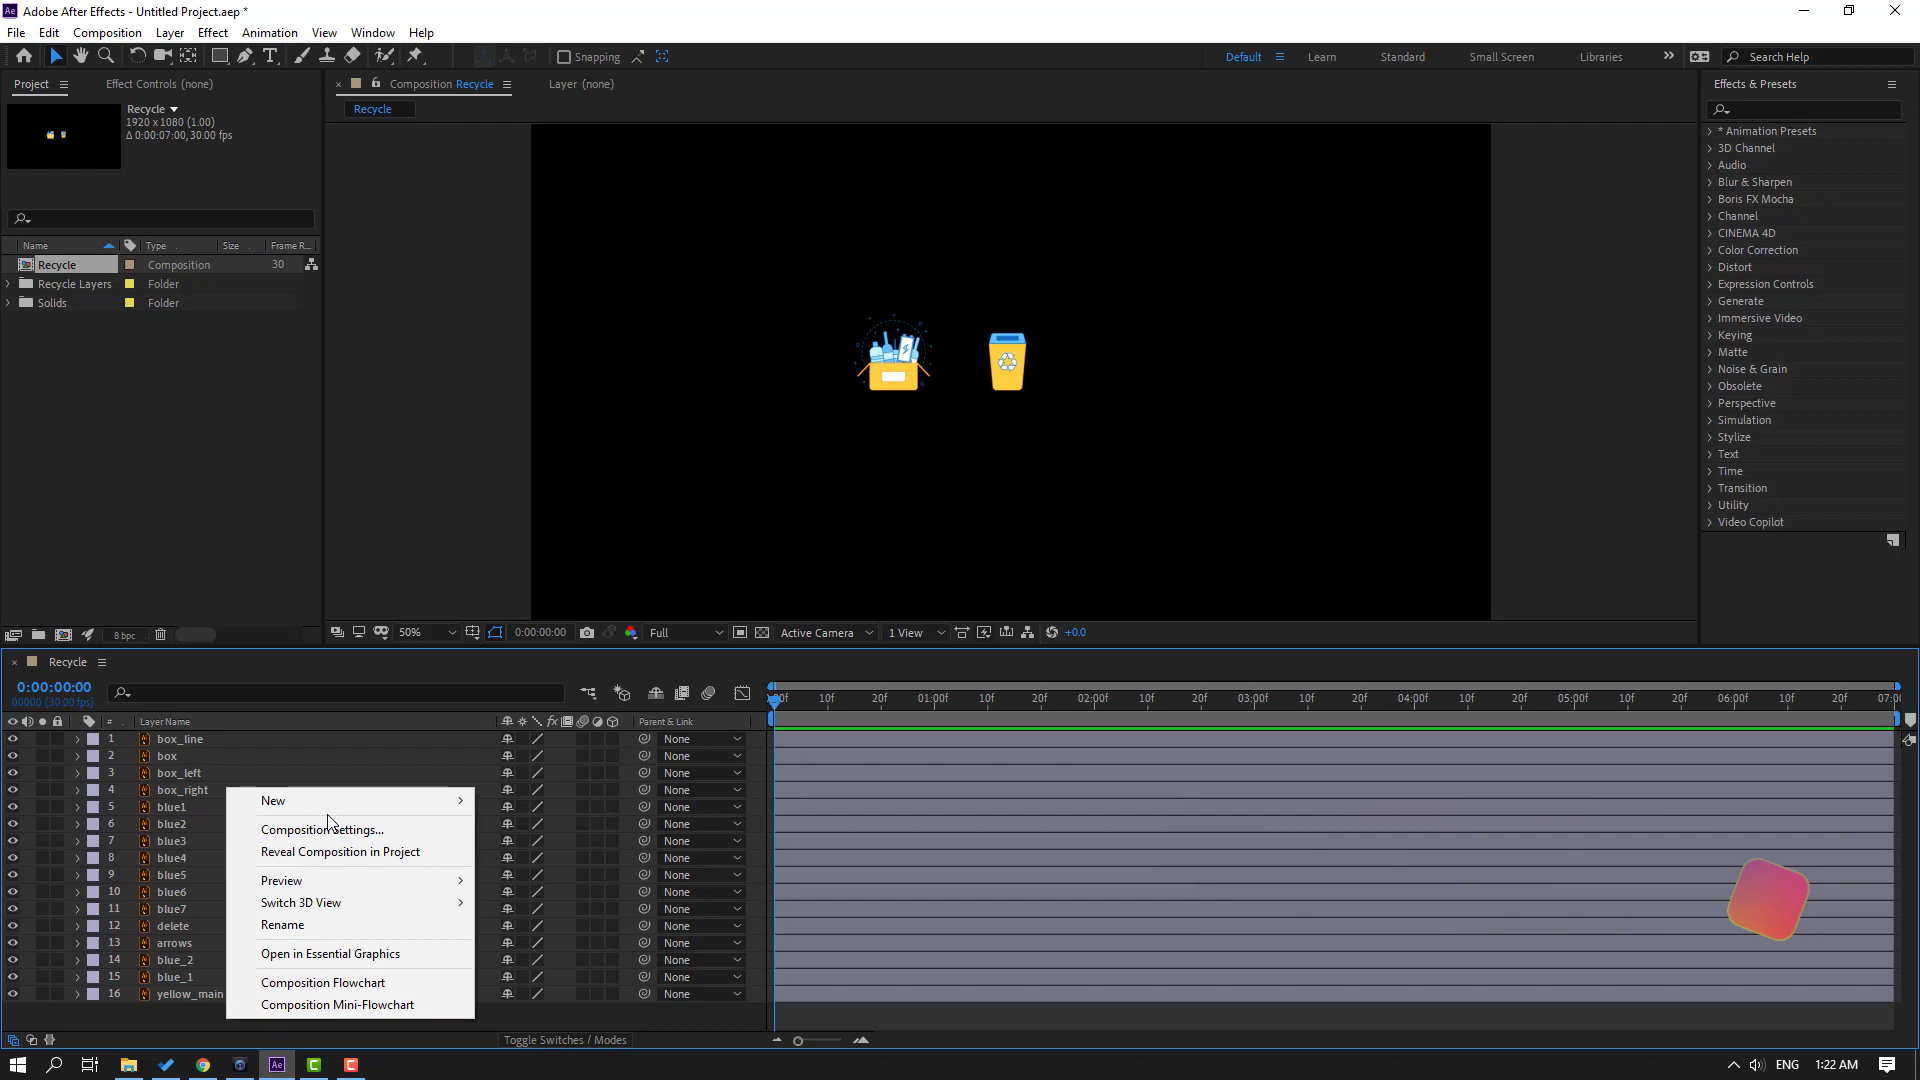 Adobe After Effects - Untitled Project.aep *
File Edit Composition Layer Effect Animation View Window Help
Snapping
Default Learn Standard Small Screen Libraries Search Help
Project Effect Controls (none)
Composition Recycle Layer (none)
Effects & Presets
Recycle
Recycle
1920 x 1080 (1.00)
Δ 0:00:07:00, 30.00 fps
* Animation Presets
3D Channel
Audio
Blur & Sharpen
Boris FX Mocha
Channel
CINEMA 4D
Color Correction
Distort
Expression Controls
Generate
Immersive Video
Keying
Matte
Noise & Grain
Obsolete
Perspective
Simulation
Stylize
Text
Time
Transition
Utility
Video Copilot
Name Type Size Frame R...
Recycle Composition 30
Recycle Layers Folder
Solids Folder
8 bpc
50% 0:00:00:00 Full Active Camera 1 View +0.0
Recycle
0:00:00:00
00000 (30.00 fps)
:00f 10f 20f 01:00f 10f 20f 02:00f 10f 20f 03:00f 10f 20f 04:00f 10f 20f 05:00f 10f 20f 06:00f 10f 20f 07:00
# Layer Name fx Parent & Link
1 box_line None
2 box None
3 box_left None
4 box_right None
5 blue1 None
6 blue2 None
7 blue3 None
8 blue4 None
9 blue5 None
10 blue6 None
11 blue7 None
12 delete None
13 arrows None
14 blue_2 None
15 blue_1 None
16 yellow_main None
New
Composition Settings...
Reveal Composition in Project
Preview
Switch 3D View
Rename
Open in Essential Graphics
Composition Flowchart
Composition Mini-Flowchart
Toggle Switches / Modes
Ae
ENG 1:22 AM